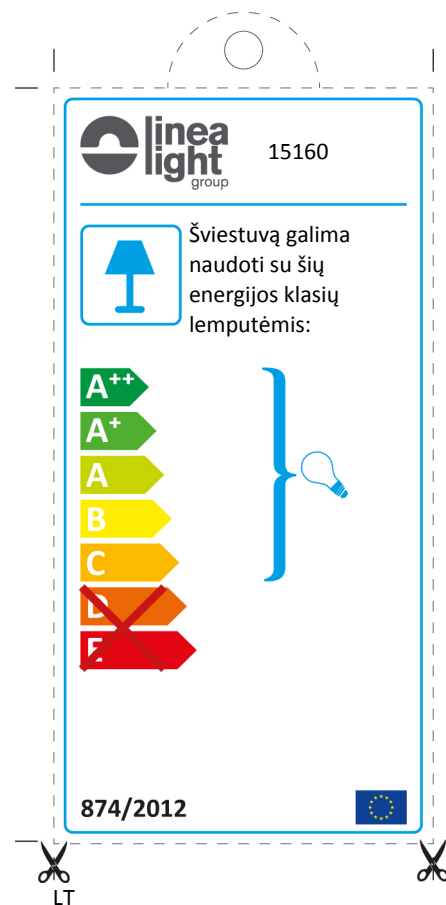 linea
light
group
15160
Šviestuvą galima
naudoti su šių
energijos klasių
lemputėmis:
A++
A+
A
B
C
D
E
874/2012
LT